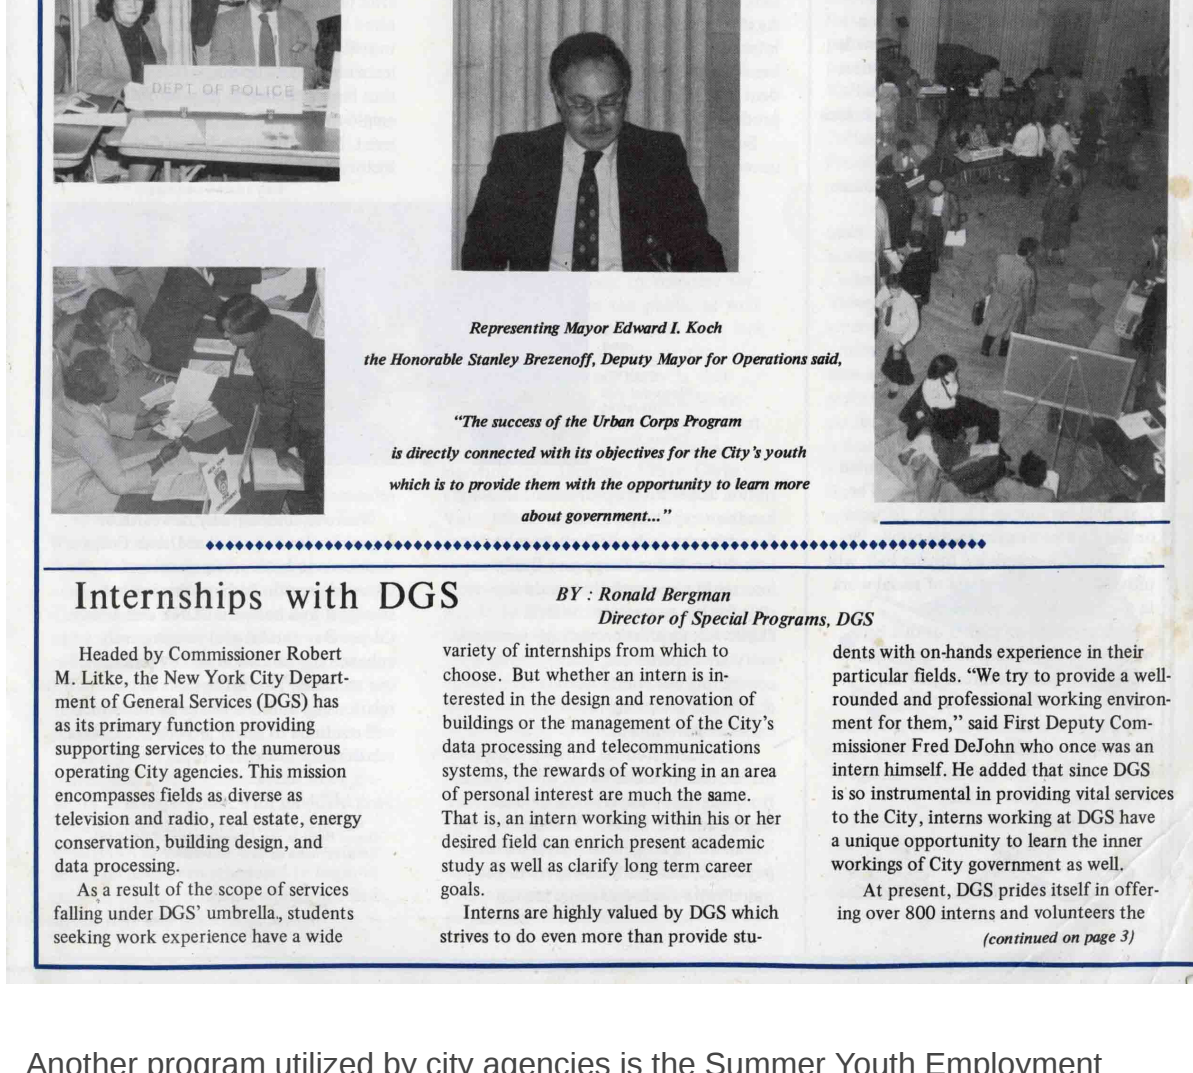 DEPT. OF POLICE
Representing Mayor Edward I. Koch
the Honorable Stanley Brezenoff, Deputy Mayor for Operations said,
“The success of the Urban Corps Program
is directly connected with its objectives for the City’s youth
which is to provide them with the opportunity to learn more
about government...”
Internships with DGS
BY : Ronald Bergman
Director of Special Programs, DGS
Headed by Commissioner Robert
M. Litke, the New York City Depart-
ment of General Services (DGS) has
as its primary function providing
supporting services to the numerous
operating City agencies. This mission
encompasses fields as diverse as
television and radio, real estate, energy
conservation, building design, and
data processing.
As a result of the scope of services
falling under DGS’ umbrella., students
seeking work experience have a wide
variety of internships from which to
choose. But whether an intern is in-
terested in the design and renovation of
buildings or the management of the City’s
data processing and telecommunications
systems, the rewards of working in an area
of personal interest are much the same.
That is, an intern working within his or her
desired field can enrich present academic
study as well as clarify long term career
goals.
Interns are highly valued by DGS which
strives to do even more than provide stu-
dents with on-hands experience in their
particular fields. “We try to provide a well-
rounded and professional working environ-
ment for them,” said First Deputy Com-
missioner Fred DeJohn who once was an
intern himself. He added that since DGS
is so instrumental in providing vital services
to the City, interns working at DGS have
a unique opportunity to learn the inner
workings of City government as well.
At present, DGS prides itself in offer-
ing over 800 interns and volunteers the
(continued on page 3)
Another program utilized by city agencies is the Summer Youth Employment